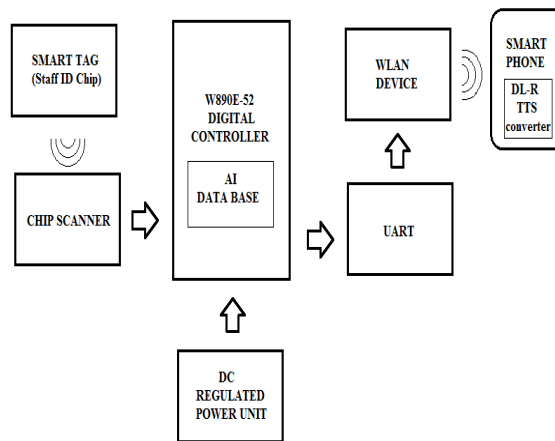 SMART TAG
(Staff ID Chip)
CHIP SCANNER
W890E-52
DIGITAL
CONTROLLER
AI
DATA BASE
DC
REGULATED
POWER UNIT
WLAN
DEVICE
UART
SMART
PHONE
DL-R
TTS
converter